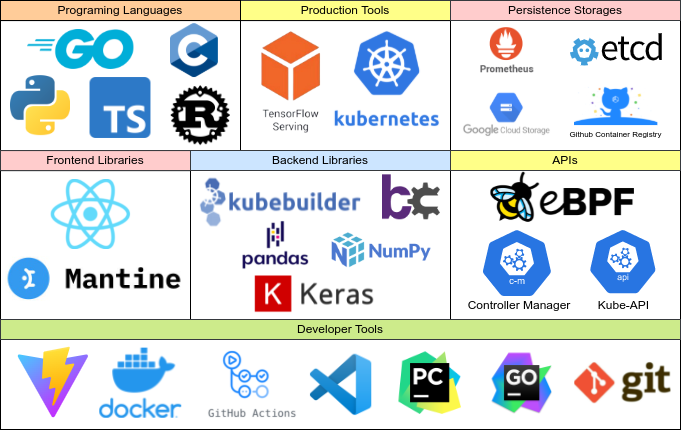 Programing Languages
Production Tools
Persistence Storages
GO
C
TS
R
TensorFlow
Serving
kubernetes
Prometheus
etcd
Google Cloud Storage
Github Container Registry
Frontend Libraries
Backend Libraries
APIs
Mantine
kubebuilder
bcc
pandas
NumPy
K Keras
eBPF
c-m
Controller Manager
api
Kube-API
Developer Tools
docker
GitHub Actions
PC
GO
git